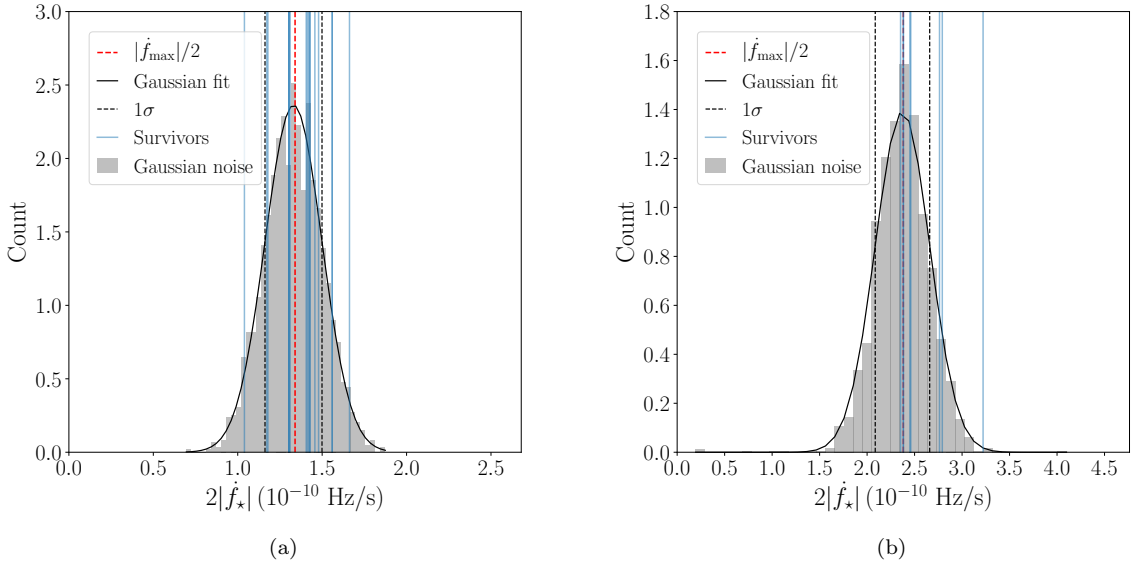 3.0
2.5
2.0
1.5
1.0
0.5
0.0
Count
|ḟ_max|/2
Gaussian fit
1σ
Survivors
Gaussian noise
0.0 0.5 1.0 1.5 2.0 2.5
2|ḟ⋆| (10⁻¹⁰ Hz/s)
(a)
1.8
1.6
1.4
1.2
1.0
0.8
0.6
0.4
0.2
0.0
Count
|ḟ_max|/2
Gaussian fit
1σ
Survivors
Gaussian noise
0.0 0.5 1.0 1.5 2.0 2.5 3.0 3.5 4.0 4.5
2|ḟ⋆| (10⁻¹⁰ Hz/s)
(b)